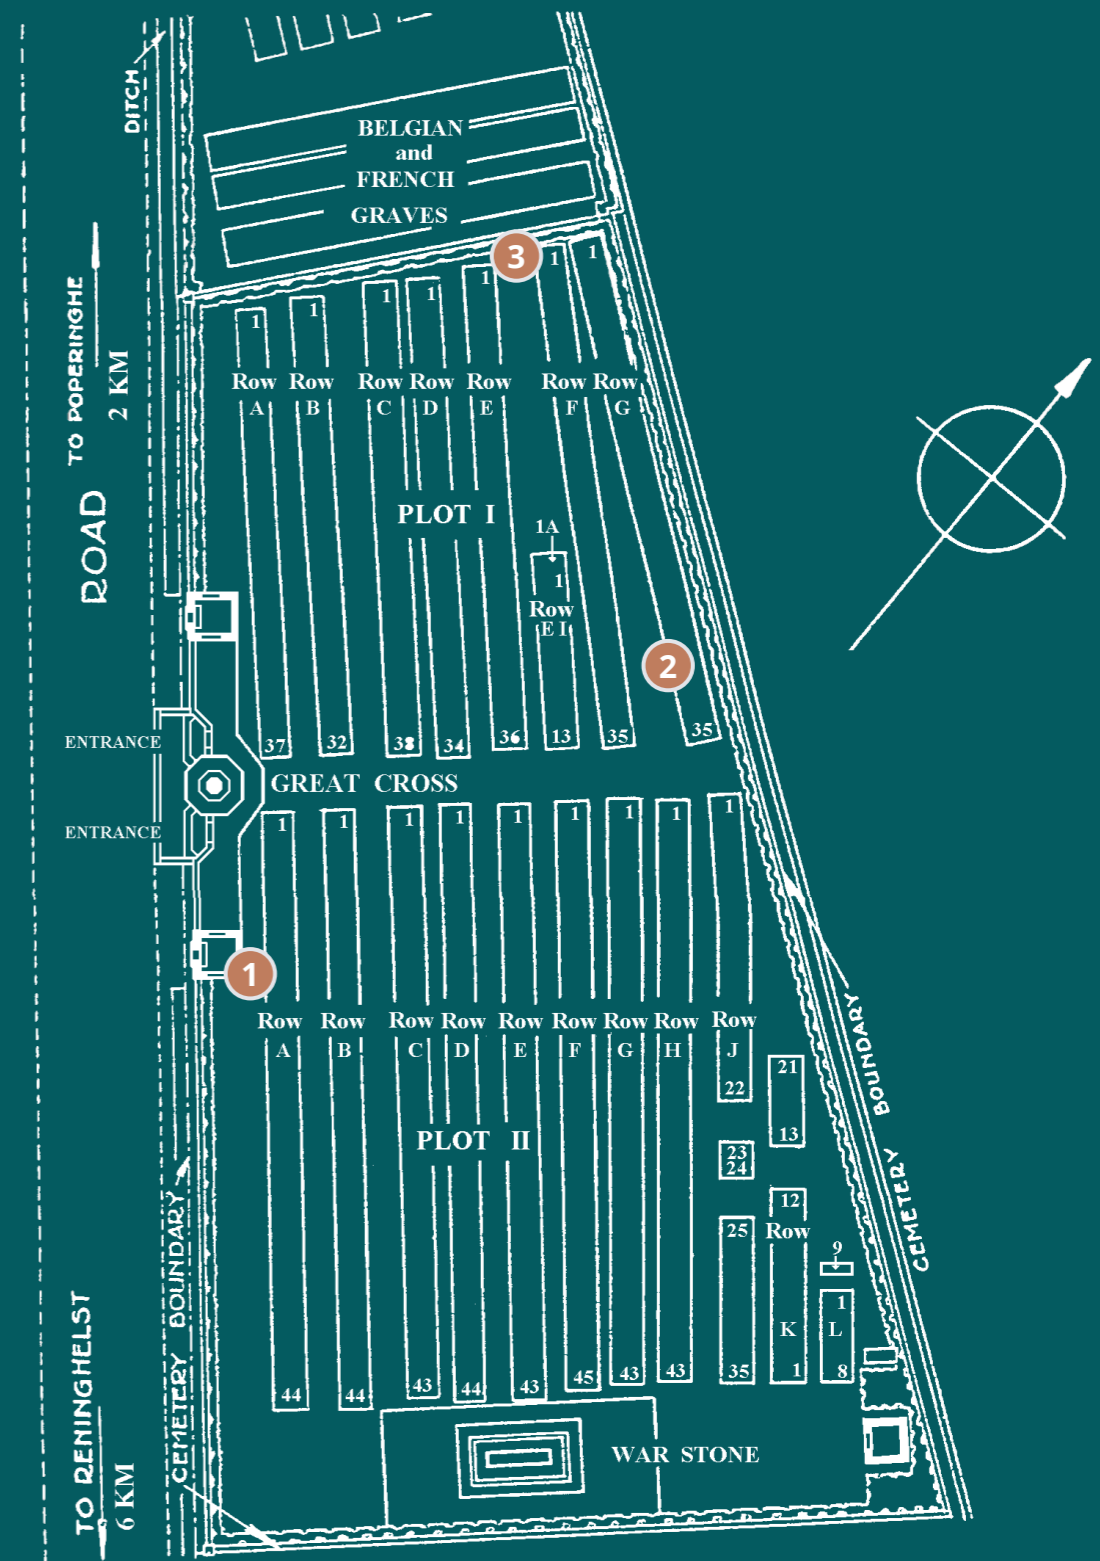 DITCH
BELGIAN
and
FRENCH
GRAVES
3
1 1
1 1 1 1 1
TO POPERINGHE
2 KM
ROAD
Row Row Row Row Row Row Row
A B C D E F G
PLOT I
1A
1
Row
E I
2
37 32 38 34 36 13 35 35
ENTRANCE
GREAT CROSS
ENTRANCE
1 1 1 1 1 1 1 1 1
1
Row Row Row Row Row Row Row Row Row
A B C D E F G H J
CEMETERY BOUNDARY
21
22
13
PLOT II
23
24
12
25 Row
9
1
K L
35 1 8
44 44 43 44 43 45 43 43
CEMETERY BOUNDARY
TO RENINGHELST
6 KM
WAR STONE